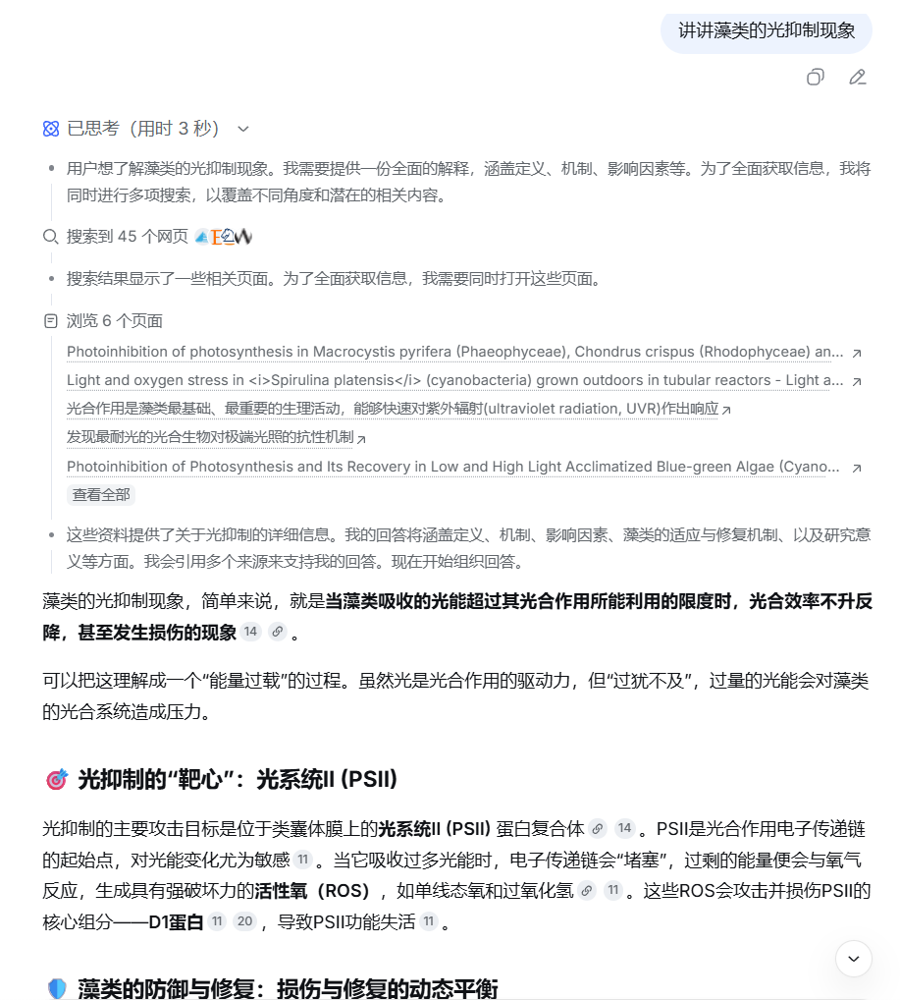 讲讲藻类的光抑制现象
已思考（用时 3 秒）
用户想了解藻类的光抑制现象。我需要提供一份全面的解释，涵盖定义、机制、影响因素等。为了全面获取信息，我将
同时进行多项搜索，以覆盖不同角度和潜在的相关内容。
搜索到 45 个网页
搜索结果显示了一些相关页面。为了全面获取信息，我需要同时打开这些页面。
浏览 6 个页面
Photoinhibition of photosynthesis in Macrocystis pyrifera (Phaeophyceae), Chondrus crispus (Rhodophyceae) an...
Light and oxygen stress in <i>Spirulina platensis</i> (cyanobacteria) grown outdoors in tubular reactors - Light a...
光合作用是藻类最基础、最重要的生理活动，能够快速对紫外辐射(ultraviolet radiation, UVR)作出响应
发现最耐光的光合生物对极端光照的抗性机制
Photoinhibition of Photosynthesis and Its Recovery in Low and High Light Acclimatized Blue-green Algae (Cyano...
查看全部
这些资料提供了关于光抑制的详细信息。我的回答将涵盖定义、机制、影响因素、藻类的适应与修复机制、以及研究意
义等方面。我会引用多个来源来支持我的回答。现在开始组织回答。
藻类的光抑制现象，简单来说，就是当藻类吸收的光能超过其光合作用所能利用的限度时，光合效率不升反
降，甚至发生损伤的现象 14 。
可以把这理解成一个“能量过载”的过程。虽然光是光合作用的驱动力，但“过犹不及”，过量的光能会对藻类
的光合系统造成压力。
🎯 光抑制的“靶心”：光系统II (PSII)
光抑制的主要攻击目标是位于类囊体膜上的光系统II (PSII) 蛋白复合体 14 。PSII是光合作用电子传递链
的起始点，对光能变化尤为敏感 11 。当它吸收过多光能时，电子传递链会“堵塞”，过剩的能量便会与氧气
反应，生成具有强破坏力的活性氧（ROS），如单线态氧和过氧化氢 11 。这些ROS会攻击并损伤PSII的
核心组分——D1蛋白 11 20 ，导致PSII功能失活 11 。
🛡️ 藻类的防御与修复：损伤与修复的动态平衡